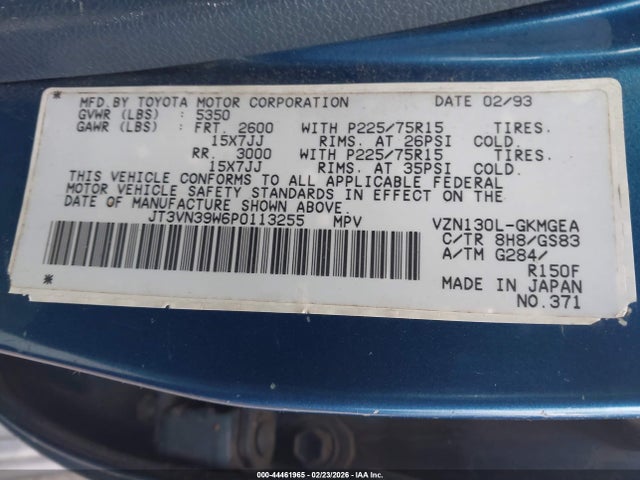 * MFD.BY TOYOTA MOTOR CORPORATION DATE 02/93
GVWR (LBS) : 5350
GAWR (LBS) : FRT. 2600 WITH P225/75R15 TIRES.
15X7JJ RIMS. AT 26PSI COLD.
RR. 3000 WITH P225/75R15 TIRES.
15X7JJ RIMS. AT 35PSI COLD.
THIS VEHICLE CONFORMS TO ALL APPLICABLE FEDERAL
MOTOR VEHICLE SAFETY STANDARDS IN EFFECT ON THE
DATE OF MANUFACTURE SHOWN ABOVE.
JT3VN39W6P0113255 MPV VZN130L-GKMGEA
C/TR 8H8/GS83
A/TM G284/
R150F
* MADE IN JAPAN
NO.371
© 000-44461965 - 02/23/2026 - IAA Inc.